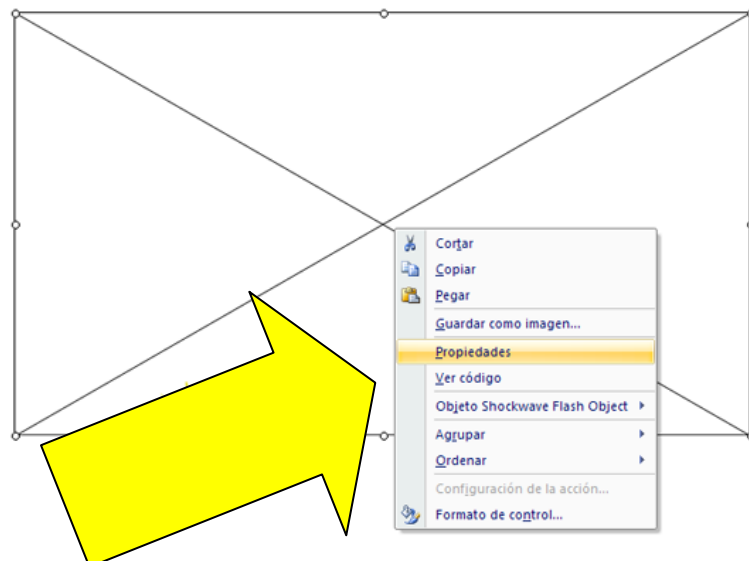 Cortar
Copiar
Pegar
Guardar como imagen...
Propiedades
Ver código
Objeto Shockwave Flash Object
Agrupar
Ordenar
Configuración de la acción...
Formato de control...